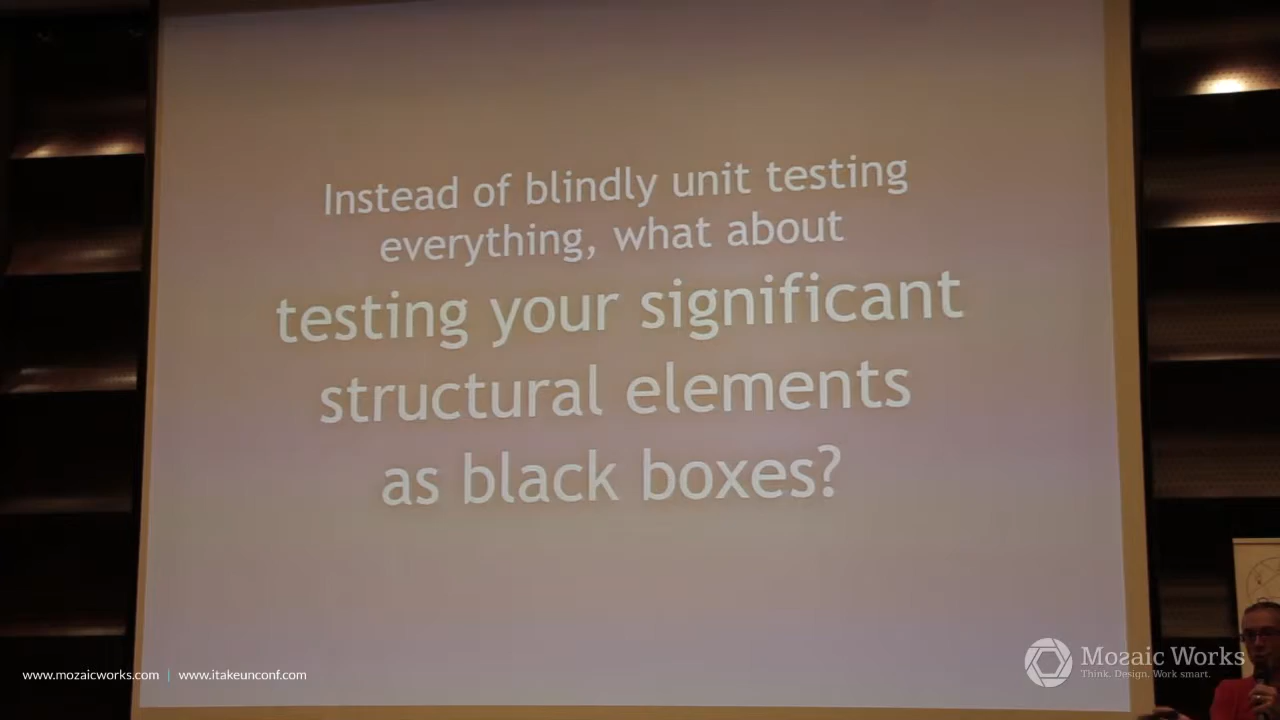 Instead of blindly unit testing
everything, what about
testing your significant
structural elements
as black boxes?
www.mozaicworks.com | www.itakeunconf.com
Mozaic Works
Think. Design. Work smart.